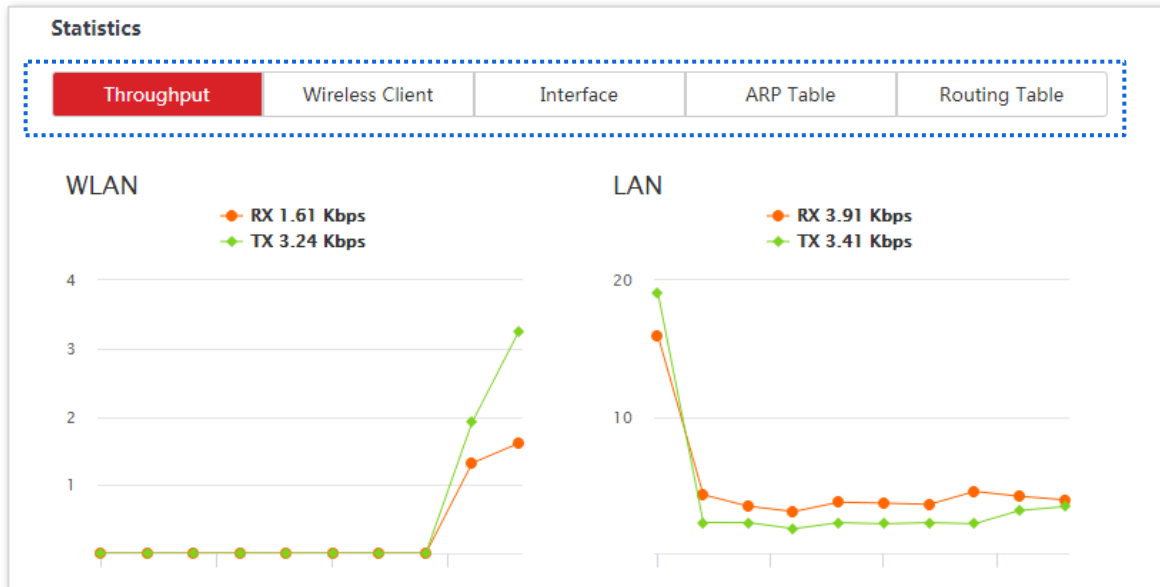 Statistics
Throughput Wireless Client Interface ARP Table Routing Table
WLAN
RX 1.61 Kbps
TX 3.24 Kbps
4
3
2
1
LAN
RX 3.91 Kbps
TX 3.41 Kbps
20
10